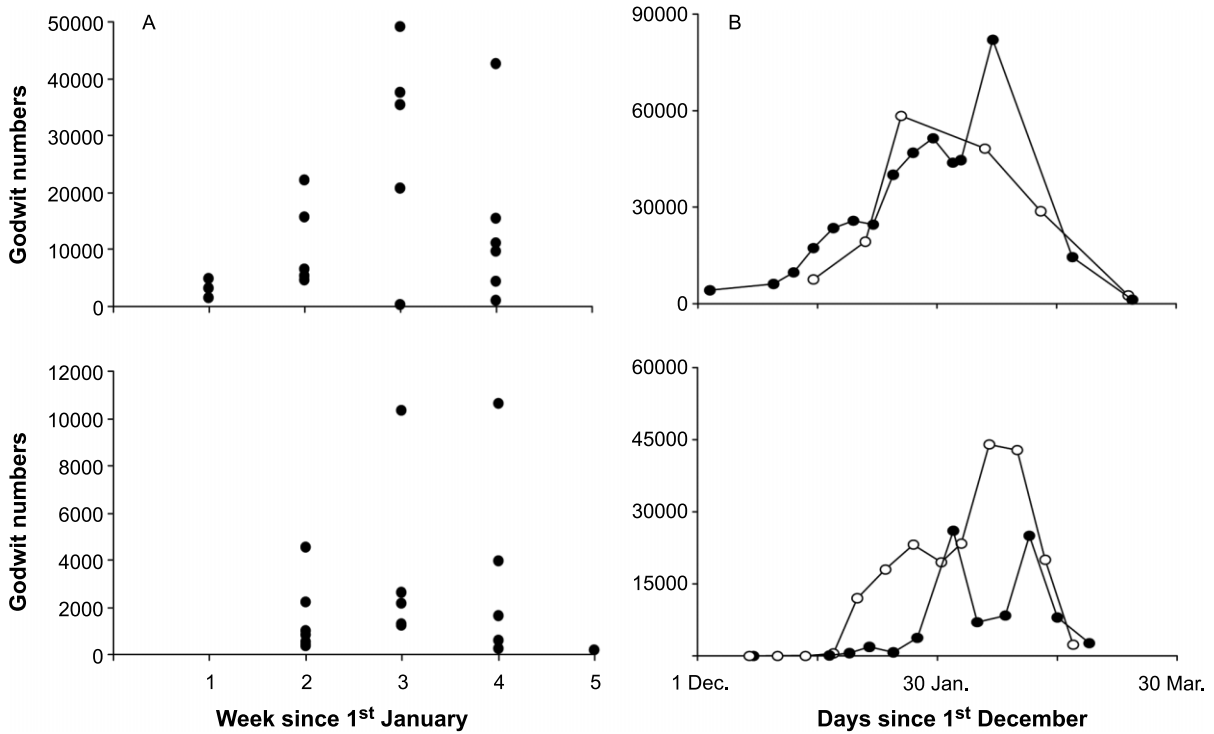 A
Godwit numbers
50000
40000
30000
20000
10000
0
B
90000
60000
30000
0
Godwit numbers
12000
10000
8000
6000
4000
2000
0
1 2 3 4 5
Week since 1st January
60000
45000
30000
15000
1 Dec. 30 Jan. 30 Mar.
Days since 1st December